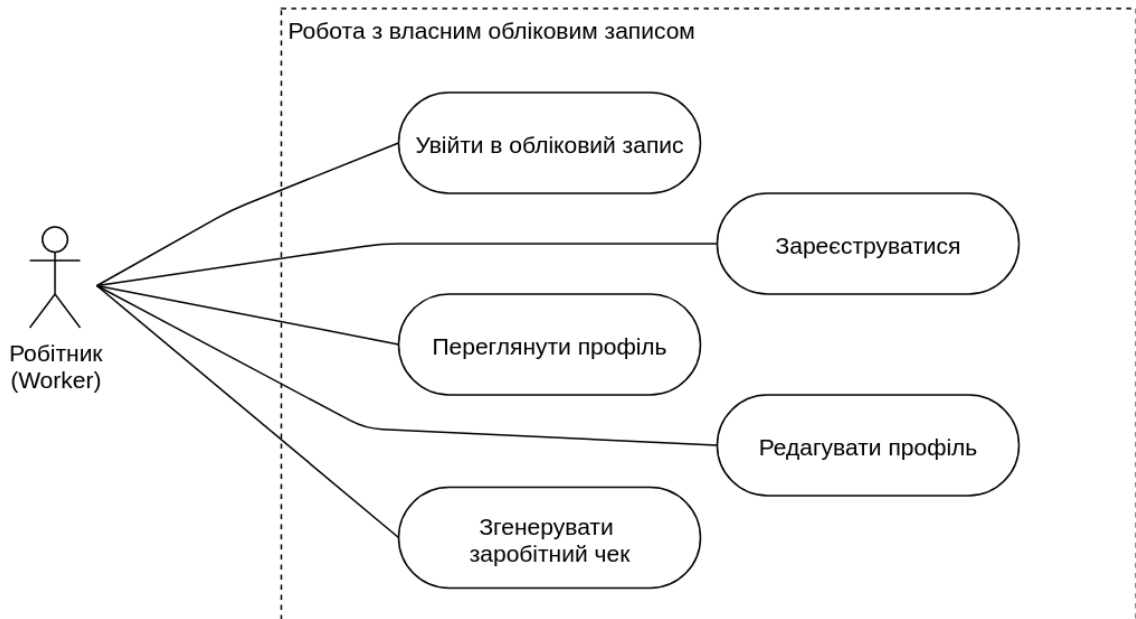 Робота з власним обліковим записом
Увійти в обліковий запис
Зареєструватися
Переглянути профіль
Робітник
(Worker)
Редагувати профіль
Згенерувати
заробітний чек